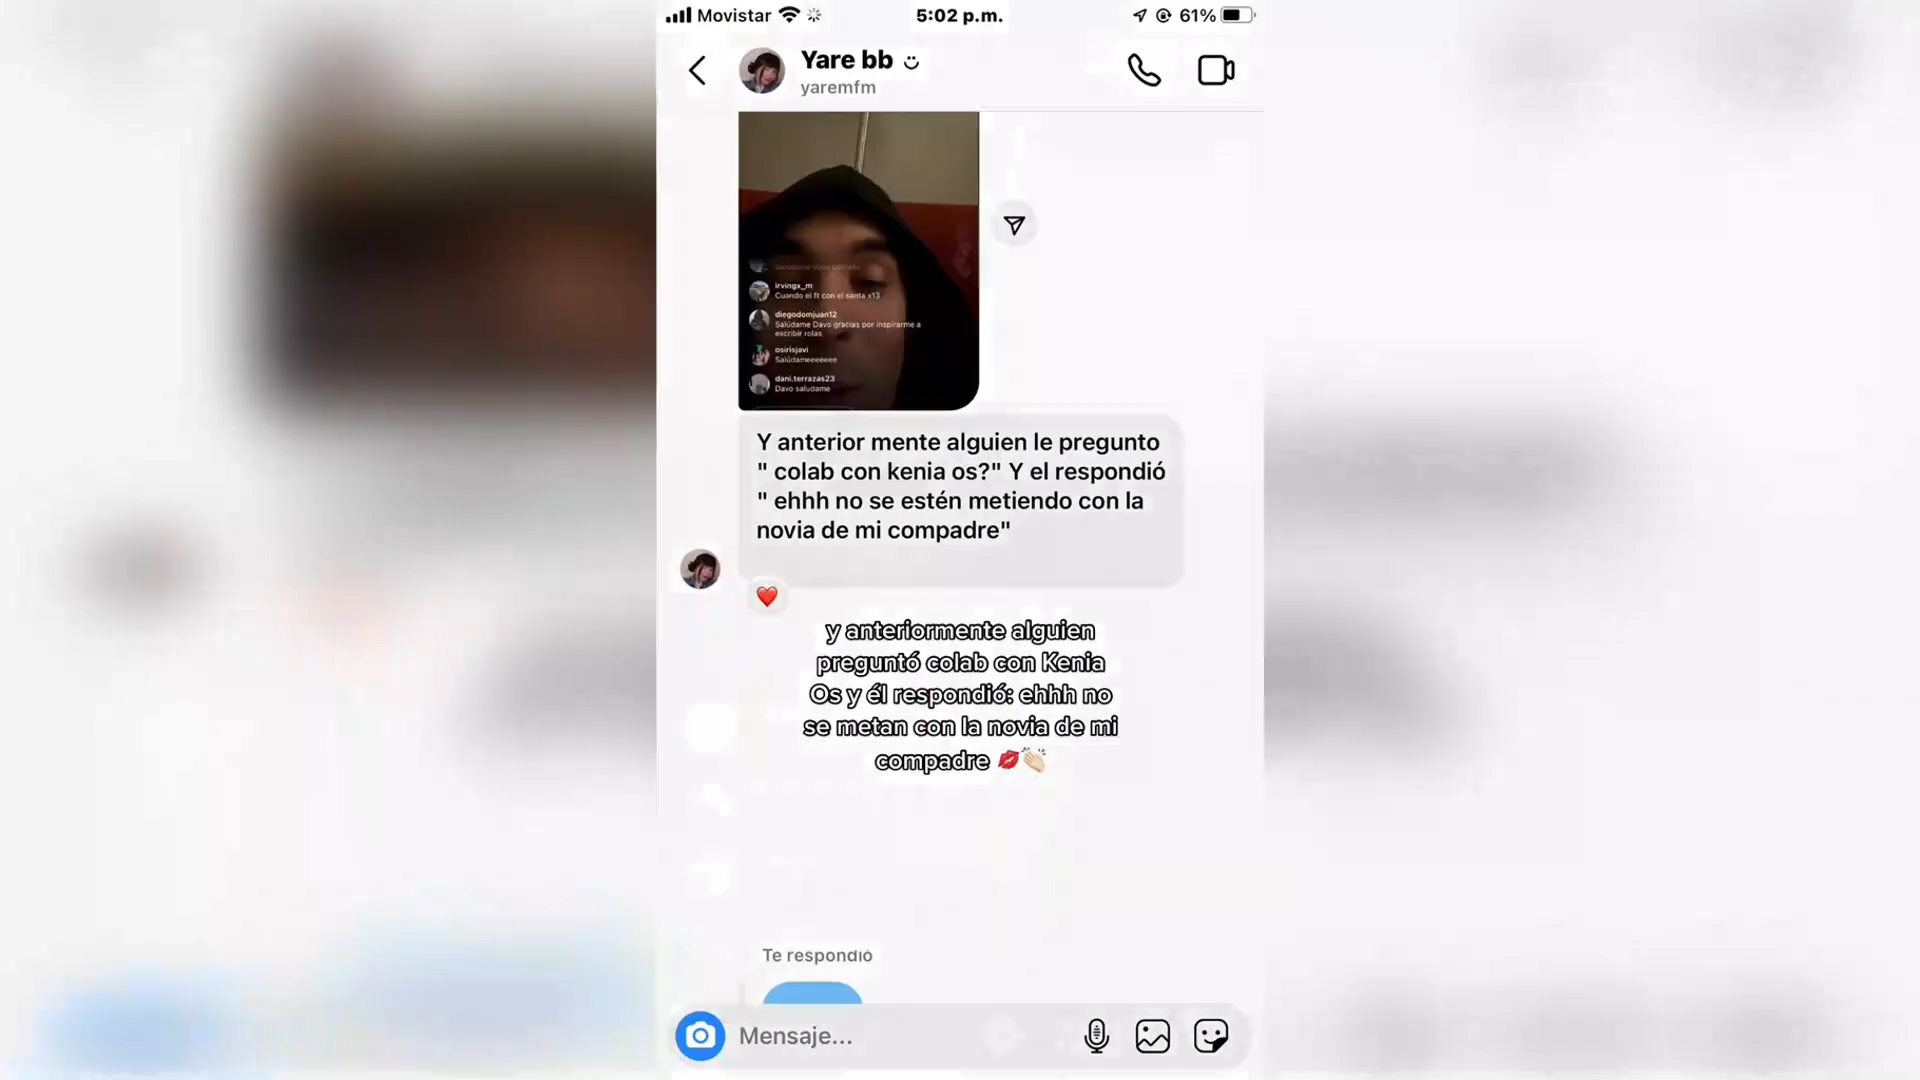 Movistar
5:02 p.m.
61%
Yare bb
yaremfm
irvingx_m
Cuando el ft con el santa x13
diegodomjuan12
Salúdame Davo gracias por inspirarme a
escribir rolas
osirisjavi
Salúdameeeeeee
dani.terrazas23
Davo saludame
Y anterior mente alguien le pregunto
" colab con kenia os?" Y el respondió
" ehhh no se estén metiendo con la
novia de mi compadre"
y anteriormente alguien
preguntó colab con Kenia
Os y él respondió: ehhh no
se metan con la novia de mi
compadre 💋👏🏻
Te respondió
Mensaje...